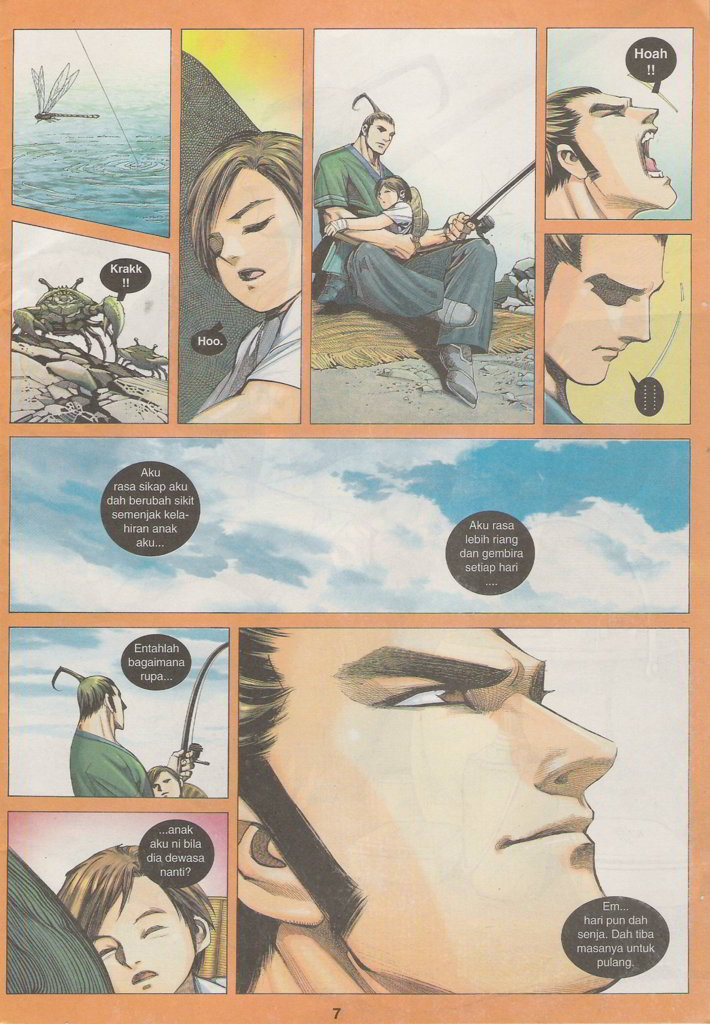 Krakk
!!
Hoo.
Hoah
!!
......
Aku
rasa sikap aku
dah berubah sikit
semenjak kela-
hiran anak
aku...
Aku rasa
lebih riang
dan gembira
setiap hari
....
Entahlah
bagaimana
rupa...
...anak
aku ni bila
dia dewasa
nanti?
Em...
hari pun dah
senja. Dah tiba
masanya untuk
pulang.
7